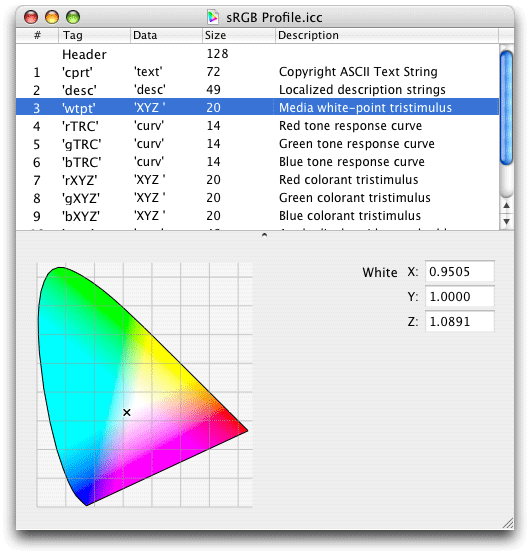 sRGB Profile.icc
# Tag Data Size Description
Header 128
1 'cprt' 'text' 72 Copyright ASCII Text String
2 'desc' 'desc' 49 Localized description strings
3 'wtpt' 'XYZ ' 20 Media white-point tristimulus
4 'rTRC' 'curv' 14 Red tone response curve
5 'gTRC' 'curv' 14 Green tone response curve
6 'bTRC' 'curv' 14 Blue tone response curve
7 'rXYZ' 'XYZ ' 20 Red colorant tristimulus
8 'gXYZ' 'XYZ ' 20 Green colorant tristimulus
9 'bXYZ' 'XYZ ' 20 Blue colorant tristimulus
White X: 0.9505
Y: 1.0000
Z: 1.0891